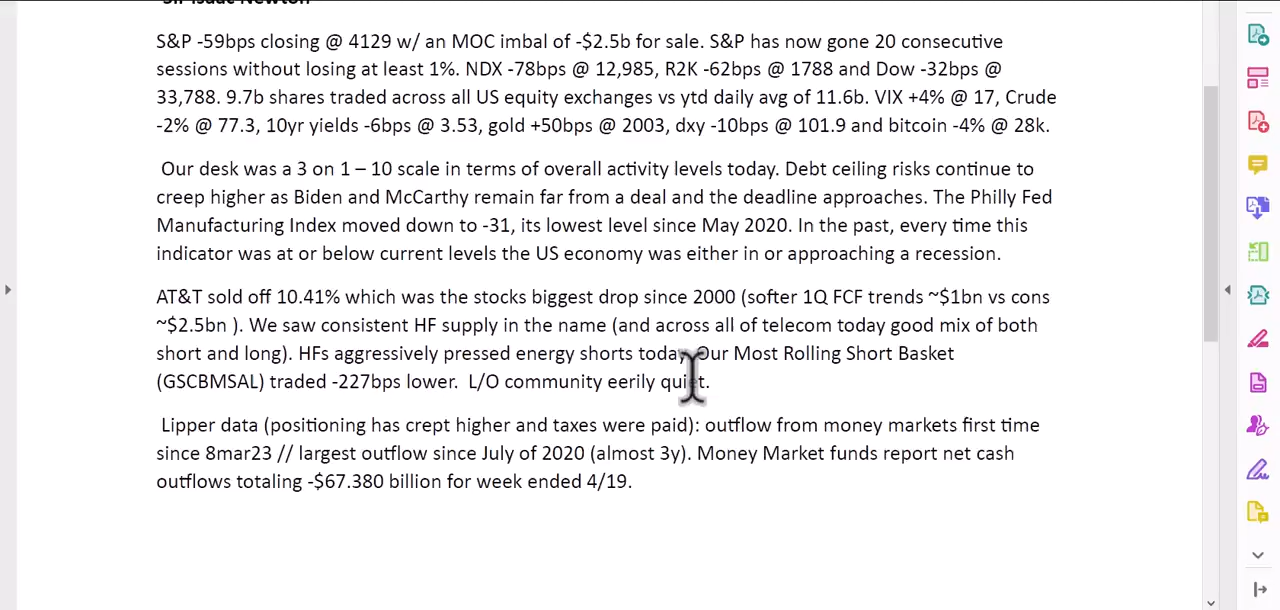 Sir Isaac Newton
S&P -59bps closing @ 4129 w/ an MOC imbal of -$2.5b for sale. S&P has now gone 20 consecutive
sessions without losing at least 1%. NDX -78bps @ 12,985, R2K -62bps @ 1788 and Dow -32bps @
33,788. 9.7b shares traded across all US equity exchanges vs ytd daily avg of 11.6b. VIX +4% @ 17, Crude
-2% @ 77.3, 10yr yields -6bps @ 3.53, gold +50bps @ 2003, dxy -10bps @ 101.9 and bitcoin -4% @ 28k.
Our desk was a 3 on 1 – 10 scale in terms of overall activity levels today. Debt ceiling risks continue to
creep higher as Biden and McCarthy remain far from a deal and the deadline approaches. The Philly Fed
Manufacturing Index moved down to -31, its lowest level since May 2020. In the past, every time this
indicator was at or below current levels the US economy was either in or approaching a recession.
AT&T sold off 10.41% which was the stocks biggest drop since 2000 (softer 1Q FCF trends ~$1bn vs cons
~$2.5bn ). We saw consistent HF supply in the name (and across all of telecom today good mix of both
short and long). HFs aggressively pressed energy shorts today. Our Most Rolling Short Basket
(GSCBMSAL) traded -227bps lower.  L/O community eerily quiet.
Lipper data (positioning has crept higher and taxes were paid): outflow from money markets first time
since 8mar23 // largest outflow since July of 2020 (almost 3y). Money Market funds report net cash
outflows totaling -$67.380 billion for week ended 4/19.